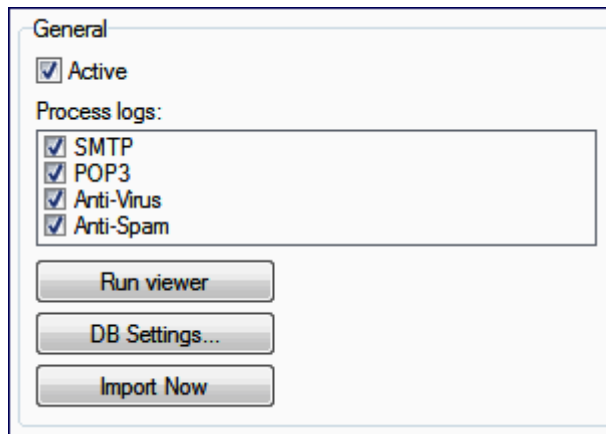 General
Active
Process logs:
SMTP
POP3
Anti-Virus
Anti-Spam
Run viewer
DB Settings...
Import Now